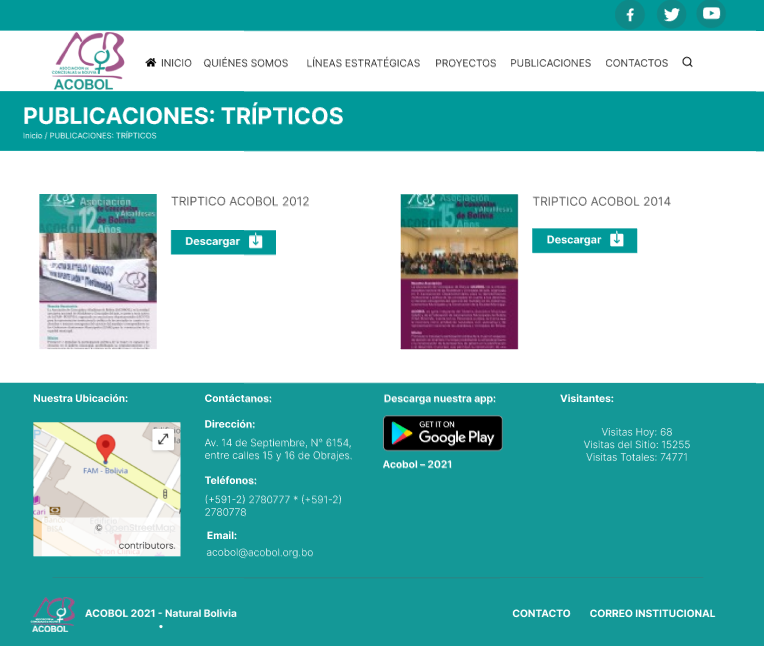 ACB
ASOCIACIÓN DE
CONCEJALAS DE BOLIVIA
ACOBOL
INICIO QUIÉNES SOMOS LÍNEAS ESTRATÉGICAS PROYECTOS PUBLICACIONES CONTACTOS
PUBLICACIONES: TRÍPTICOS
Inicio / PUBLICACIONES: TRÍPTICOS
Asociación
de Concejalas
y Alcaldesas
de Bolivia
12
Años
TRIPTICO ACOBOL 2012
Descargar
Asociación
de Concejalas
y Alcaldesas
de Bolivia
15
Años
TRIPTICO ACOBOL 2014
Descargar
Nuestra Ubicación:
FAM - Bolivia
© OpenStreetMap
contributors.
Contáctanos:
Dirección:
Av. 14 de Septiembre, N° 6154,
entre calles 15 y 16 de Obrajes.
Teléfonos:
(+591-2) 2780777 * (+591-2)
2780778
Email:
acobol@acobol.org.bo
Descarga nuestra app:
GET IT ON
Google Play
Acobol – 2021
Visitantes:
Visitas Hoy: 68
Visitas del Sitio: 15255
Visitas Totales: 74771
ACOBOL
ACOBOL 2021 - Natural Bolivia
CONTACTO CORREO INSTITUCIONAL